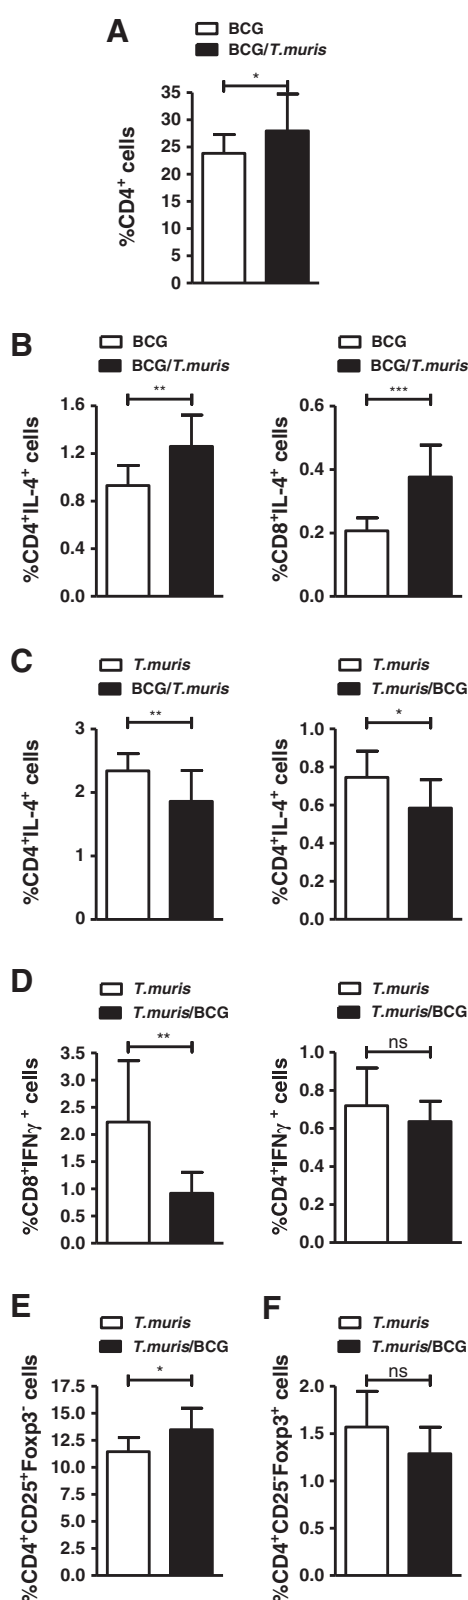 A
BCG
BCG/T.muris
*
35
30
25
20
15
10
5
0
%CD4+ cells
B
BCG
BCG/T.muris
**
1.6
1.2
0.8
0.4
0.0
%CD4+IL-4+ cells
BCG
BCG/T.muris
***
0.6
0.4
0.2
0.0
%CD8+IL-4+ cells
C
T.muris
BCG/T.muris
**
3
2
1
0
%CD4+IL-4+ cells
T.muris
T.muris/BCG
*
1.0
0.8
0.6
0.4
0.2
0.0
%CD4+IL-4+ cells
D
T.muris
T.muris/BCG
**
3.5
3.0
2.5
2.0
1.5
1.0
0.5
0.0
%CD8+IFNγ + cells
T.muris
T.muris/BCG
ns
1.0
0.8
0.6
0.4
0.2
0.0
%CD4+IFNγ + cells
E
T.muris
T.muris/BCG
*
17.5
15.0
12.5
10.0
7.5
5.0
2.5
0.0
%CD4+CD25+Foxp3- cells
F
T.muris
T.muris/BCG
ns
2.0
1.5
1.0
0.5
0.0
%CD4+CD25-Foxp3+ cells